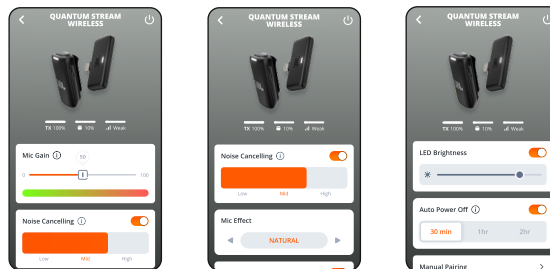 QUANTUM STREAM
WIRELESS
TX 100% 10% Weak
Mic Gain
50
0 100
Noise Cancelling
Low Mid High
QUANTUM STREAM
WIRELESS
TX 100% 10% Weak
Noise Cancelling
Low Mid High
Mic Effect
NATURAL
QUANTUM STREAM
WIRELESS
TX 100% 10% Weak
LED Brightness
Auto Power Off
30 min 1hr 2hr
Manual Pairing